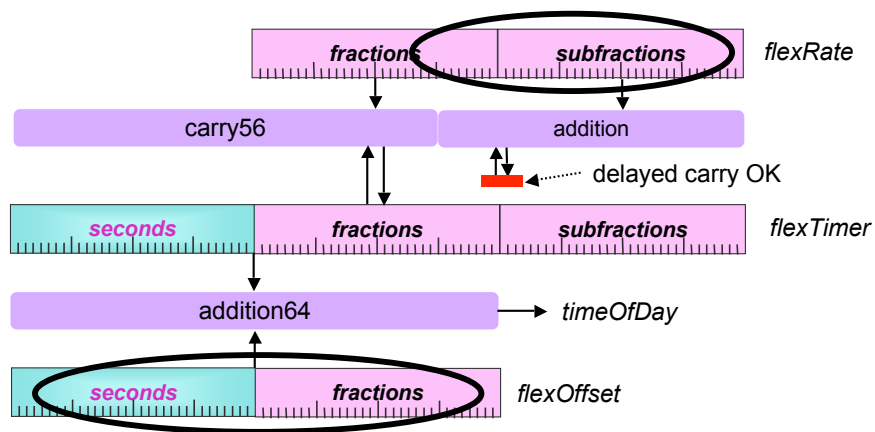 fractions subfractions flexRate
carry56 addition
delayed carry OK
seconds fractions subfractions flexTimer
addition64 timeOfDay
seconds fractions flexOffset